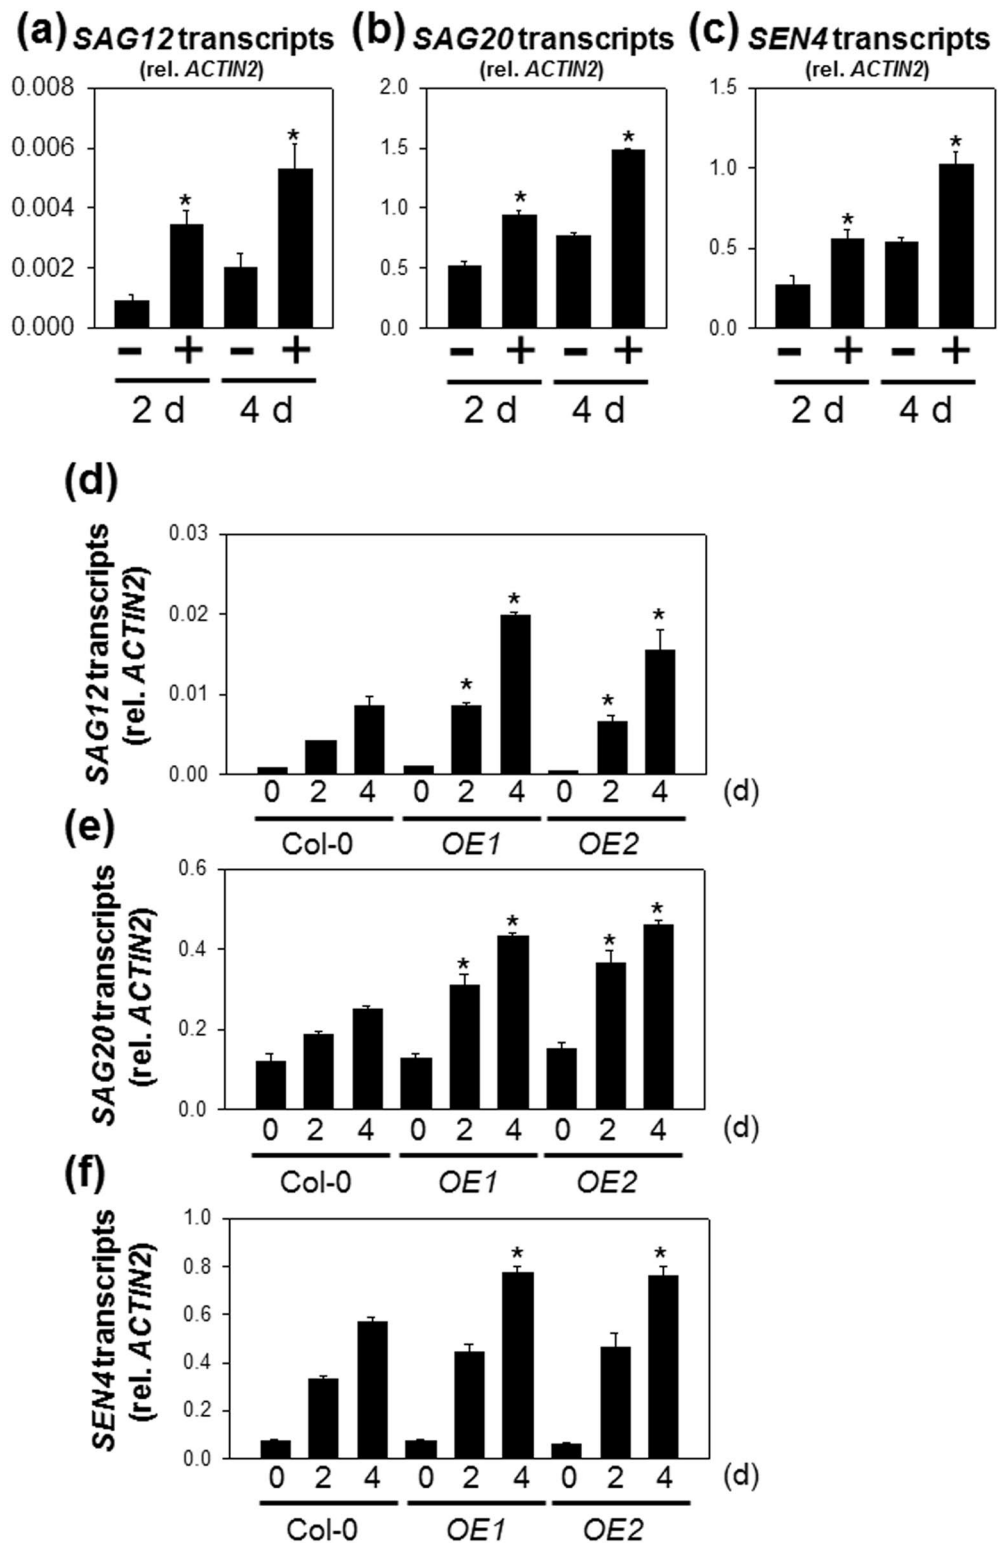 (a) SAG12 transcripts (b) SAG20 transcripts (c) SEN4 transcripts
(rel. ACTIN2) (rel. ACTIN2) (rel. ACTIN2)
0.008 2.0 1.5
0.006 * * 1.5 * * 1.0 * *
0.004 1.0
0.002 0.5 0.5
0.000 0.0 0.0
− + − + − + − + − + − +
2 d 4 d 2 d 4 d 2 d 4 d
(d)
SAG12 transcripts
(rel. ACTIN2)
0.03
0.02 * *
0.01 * *
0.00
0 2 4 0 2 4 0 2 4 (d)
Col-0 OE1 OE2
(e)
SAG20 transcripts
(rel. ACTIN2)
0.6
0.4 * * * *
0.2
0.0
0 2 4 0 2 4 0 2 4 (d)
Col-0 OE1 OE2
(f)
SEN4 transcripts
(rel. ACTIN2)
1.0
0.8 * *
0.6
0.4
0.2
0.0
0 2 4 0 2 4 0 2 4 (d)
Col-0 OE1 OE2